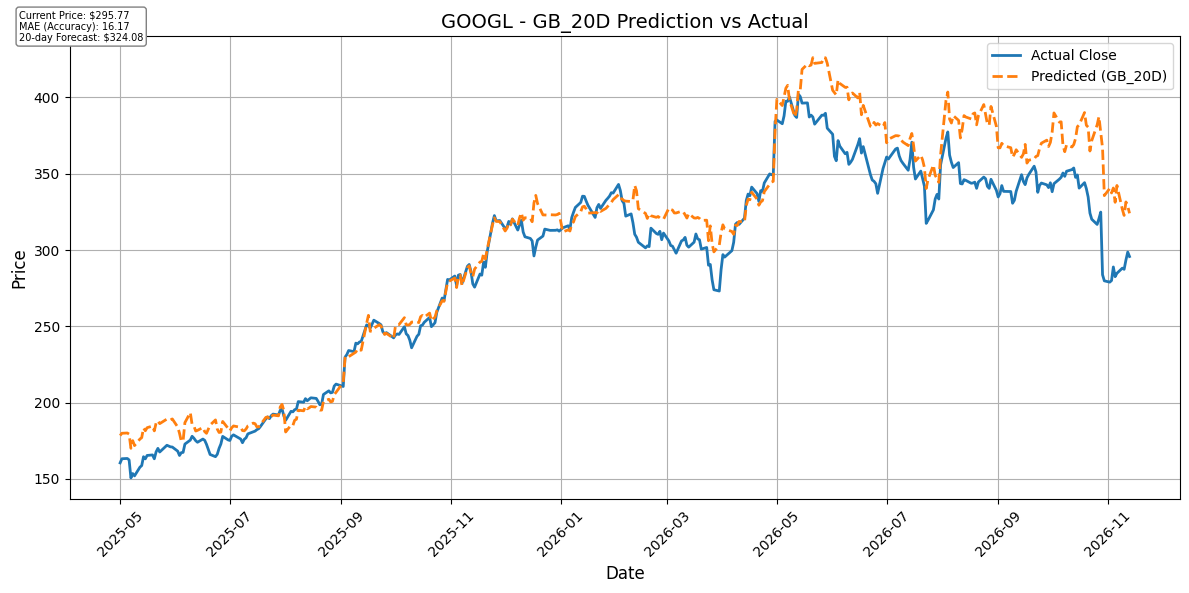 GOOGL - GB_20D Prediction vs Actual
Current Price: $295.77
MAE (Accuracy): 16.17
20-day Forecast: $324.08
Actual Close
Predicted (GB_20D)
Price
400
350
300
250
200
150
2025-05
2025-07
2025-09
2025-11
2026-01
2026-03
2026-05
2026-07
2026-09
2026-11
Date